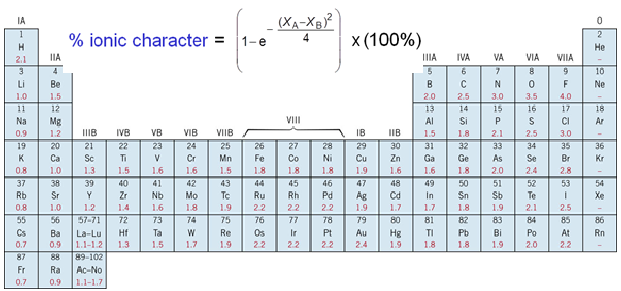 IA O
1 2
H He
2.1 –
% ionic character = (1–e^–(XA–XB)²/4) x (100%)
IIA IIIA IVA VA VIA VIIA
3 4 5 6 7 8 9 10
Li Be B C N O F Ne
1.0 1.5 2.0 2.5 3.0 3.5 4.0 –
11 12 13 14 15 16 17 18
Na Mg Al Si P S Cl Ar
0.9 1.2 1.5 1.8 2.1 2.5 3.0 –
IIIB IVB VB VIB VIIB VIII IB IIB
19 20 21 22 23 24 25 26 27 28 29 30 31 32 33 34 35 36
K Ca Sc Ti V Cr Mn Fe Co Ni Cu Zn Ga Ge As Se Br Kr
0.8 1.0 1.3 1.5 1.6 1.6 1.5 1.8 1.8 1.8 1.9 1.7 1.6 1.8 2.0 2.4 2.8 –
37 38 39 40 41 42 43 44 45 46 47 48 49 50 51 52 53 54
Rb Sr Y Zr Nb Mo Tc Ru Rh Pd Ag Cd In Sn Sb Te I Xe
0.8 1.0 1.2 1.4 1.6 1.8 1.9 2.2 2.2 2.2 1.9 1.7 1.7 1.8 1.9 2.1 2.5 –
55 56 57–71 72 73 74 75 76 77 78 79 80 81 82 83 84 85 86
Cs Ba La–Lu Hf Ta W Re Os Ir Pt Au Hg Tl Pb Bi Po At Rn
0.7 0.9 1.1–1.2 1.3 1.5 1.7 1.9 2.2 2.2 2.2 2.4 1.9 1.8 1.8 1.9 2.0 2.2 –
87 88 89–102
Fr Ra Ac–No
0.7 0.9 1.1–1.7